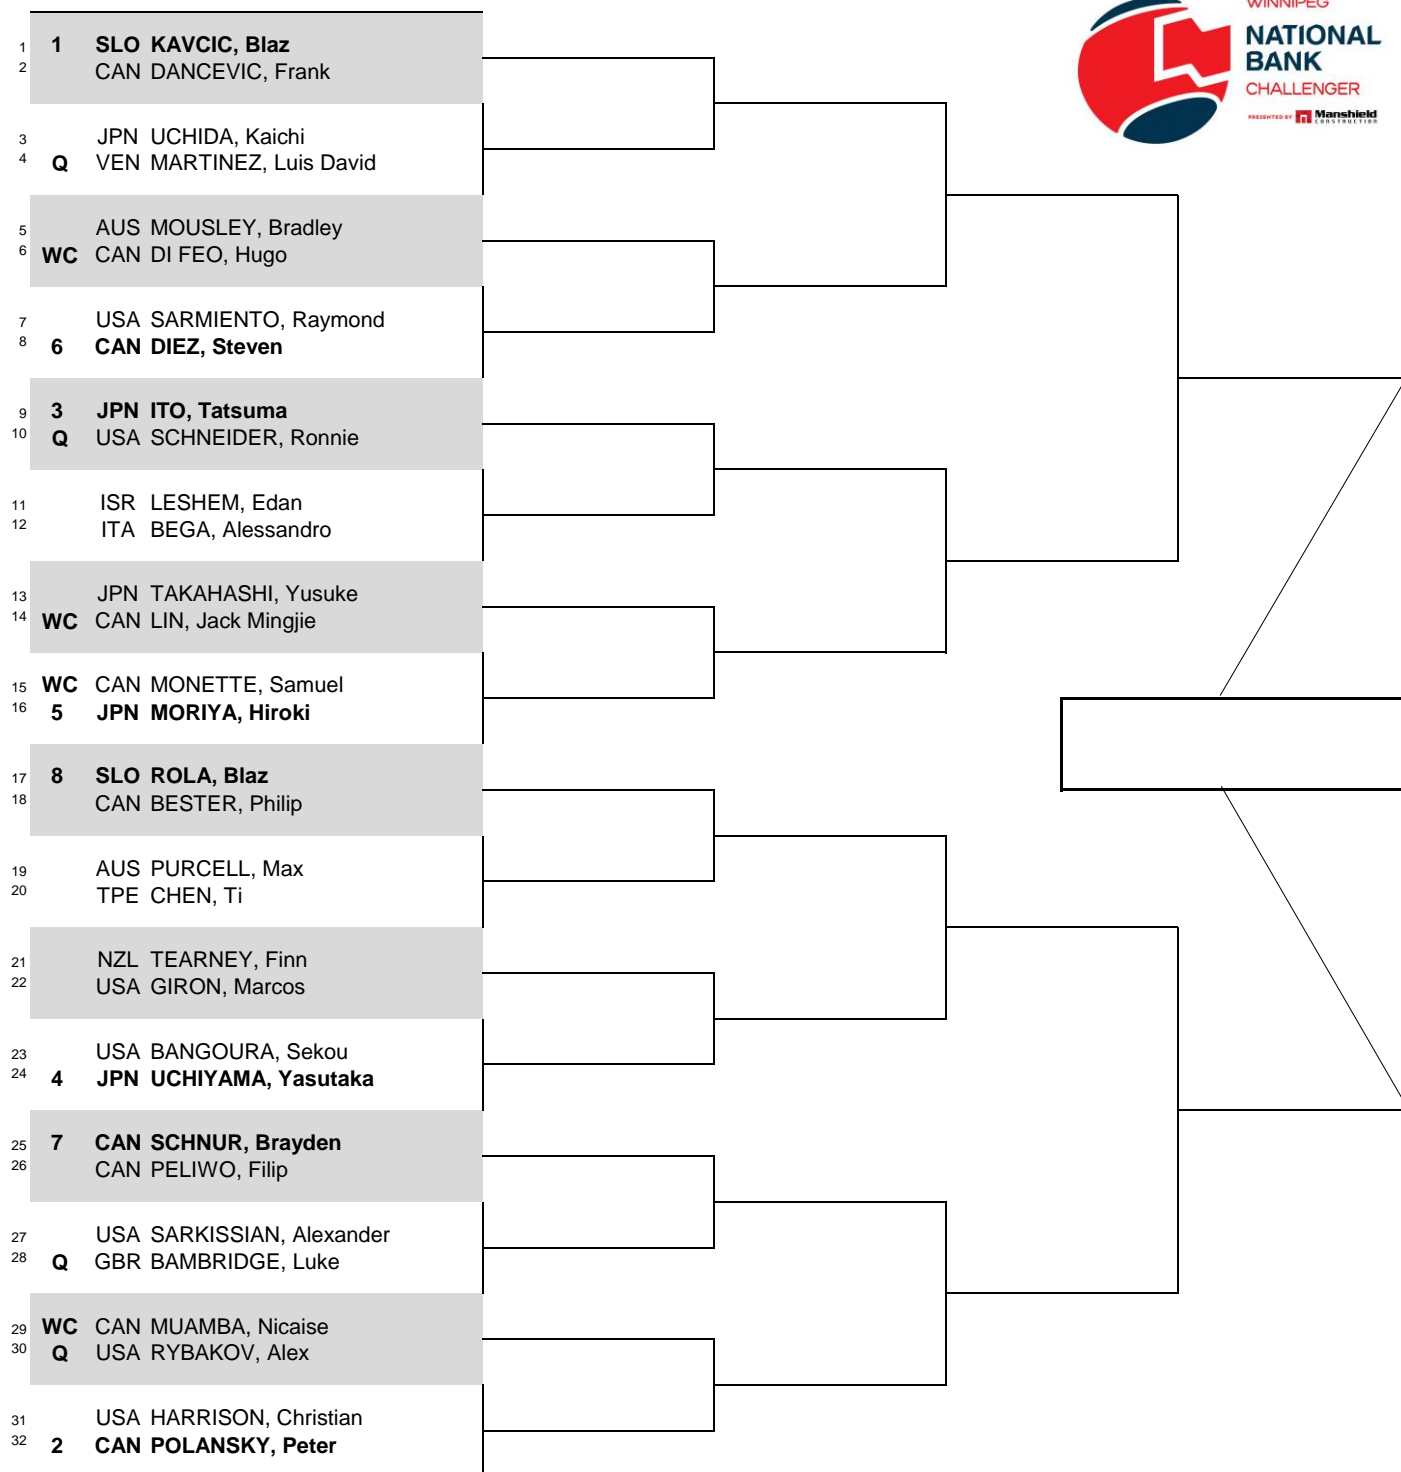 WINNIPEG
NATIONAL
BANK
CHALLENGER
PRESENTED BY Manshield
CONSTRUCTION
1 1 SLO KAVCIC, Blaz
2 CAN DANCEVIC, Frank
3 JPN UCHIDA, Kaichi
4 Q VEN MARTINEZ, Luis David
5 AUS MOUSLEY, Bradley
6 WC CAN DI FEO, Hugo
7 USA SARMIENTO, Raymond
8 6 CAN DIEZ, Steven
9 3 JPN ITO, Tatsuma
10 Q USA SCHNEIDER, Ronnie
11 ISR LESHEM, Edan
12 ITA BEGA, Alessandro
13 JPN TAKAHASHI, Yusuke
14 WC CAN LIN, Jack Mingjie
15 WC CAN MONETTE, Samuel
16 5 JPN MORIYA, Hiroki
17 8 SLO ROLA, Blaz
18 CAN BESTER, Philip
19 AUS PURCELL, Max
20 TPE CHEN, Ti
21 NZL TEARNEY, Finn
22 USA GIRON, Marcos
23 USA BANGOURA, Sekou
24 4 JPN UCHIYAMA, Yasutaka
25 7 CAN SCHNUR, Brayden
26 CAN PELIWO, Filip
27 USA SARKISSIAN, Alexander
28 Q GBR BAMBRIDGE, Luke
29 WC CAN MUAMBA, Nicaise
30 Q USA RYBAKOV, Alex
31 USA HARRISON, Christian
32 2 CAN POLANSKY, Peter